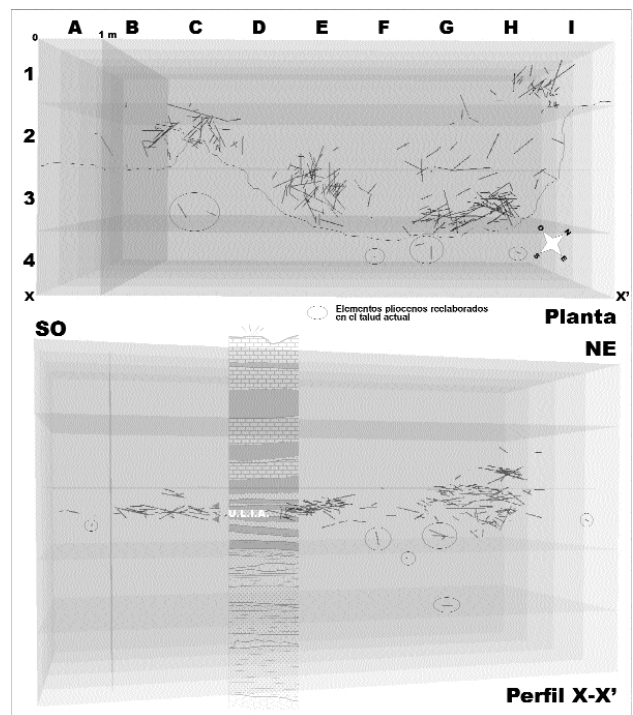 A B C D E F G H I
0
1 m
1
2
3
4
X
X'
O N
S E
Elementos pliocenos reelaborados
en el talud actual
Planta
SO
NE
U.L.I.A.
Perfil X-X’